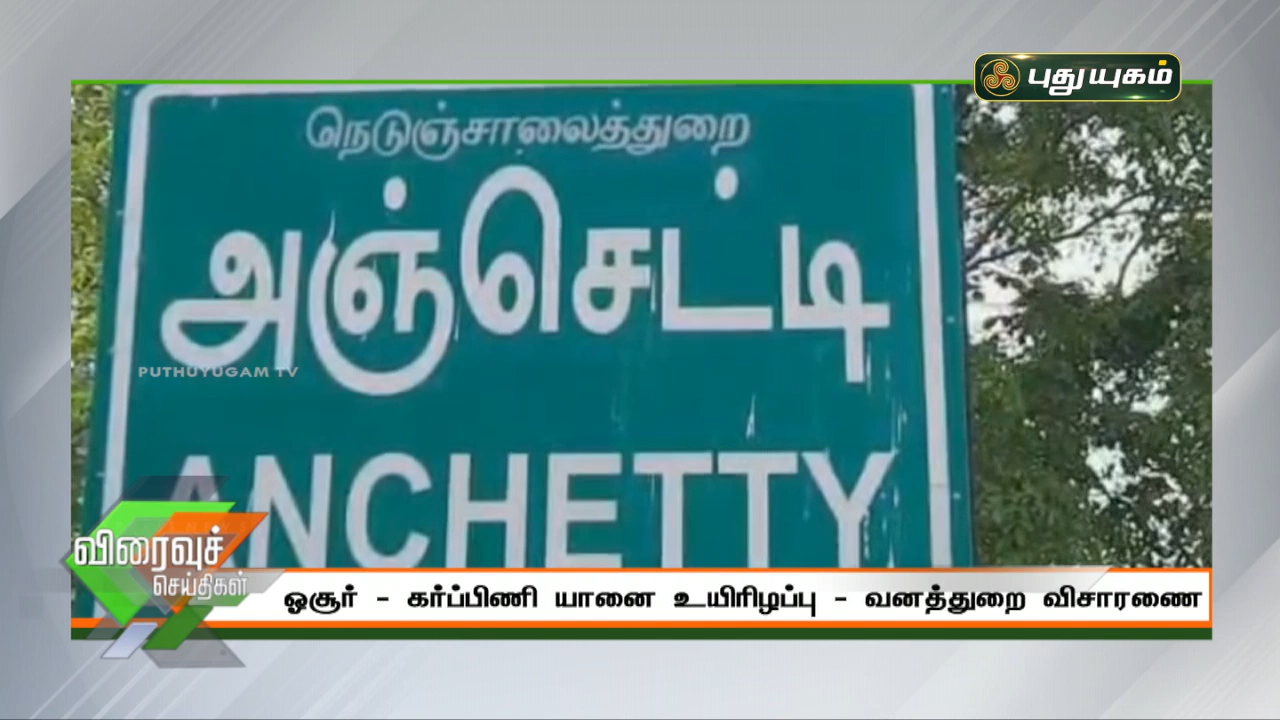 புதுயுகம்
நெடுஞ்சாலைத்துறை
அஞ்செட்டி
PUTHUYUGAM TV
ANCHETTY
விரைவுச்
செய்திகள்
ஓசூர் - கர்ப்பிணி யானை உயிரிழப்பு - வனத்துறை விசாரணை